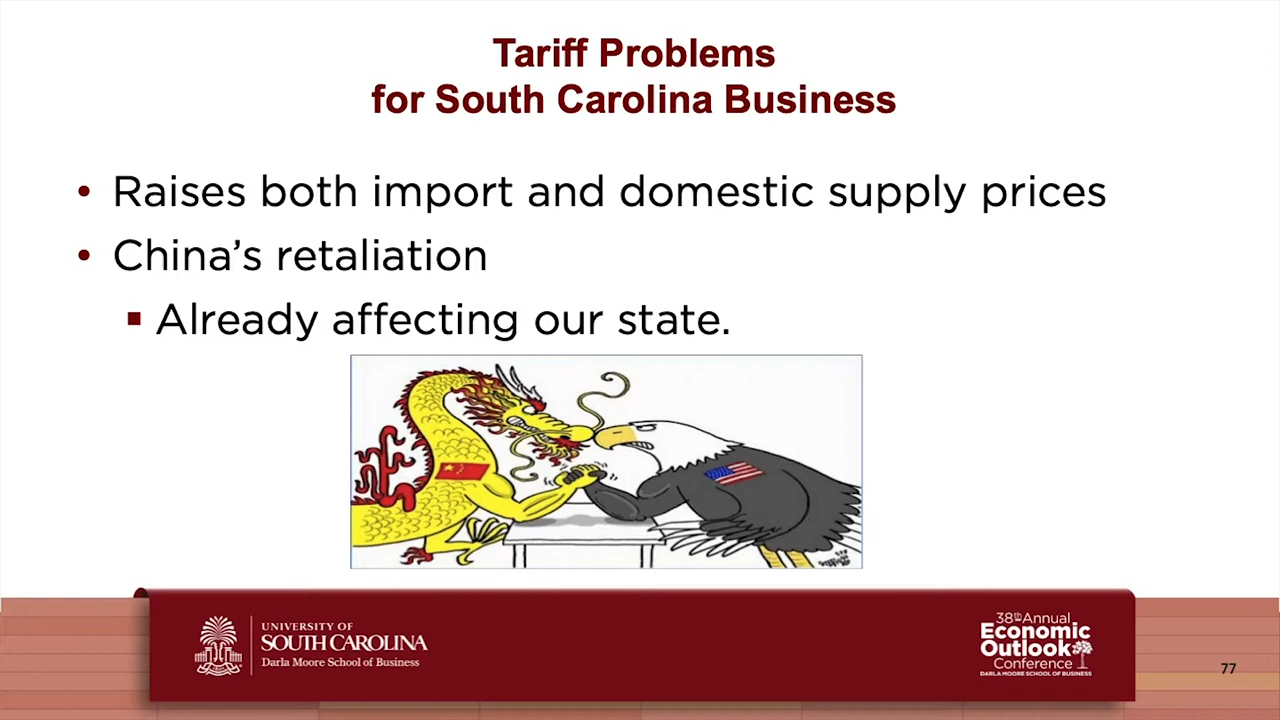 Tariff Problems
for South Carolina Business
• Raises both import and domestic supply prices
• China’s retaliation
▪ Already affecting our state.
UNIVERSITY OF
SOUTH CAROLINA
Darla Moore School of Business
38th Annual
Economic
Outlook
Conference
DARLA MOORE SCHOOL OF BUSINESS
77